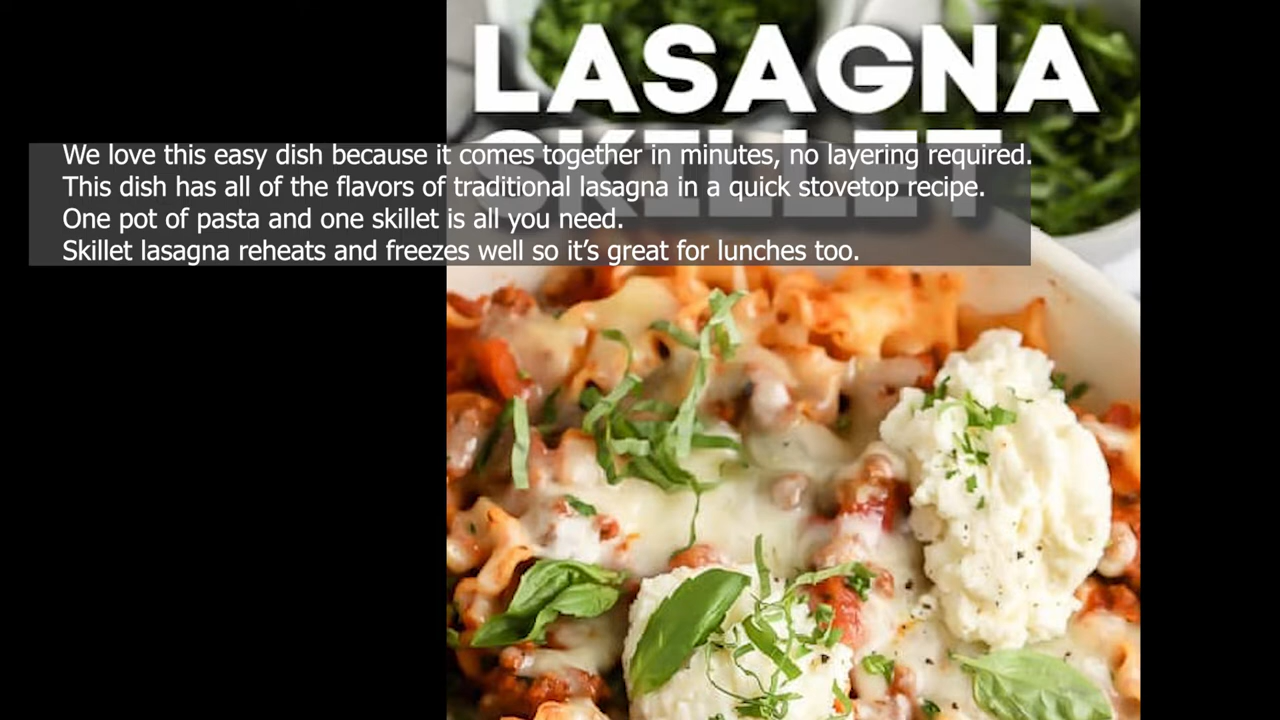 LASAGNA
SKILLET
We love this easy dish because it comes together in minutes, no layering required.
This dish has all of the flavors of traditional lasagna in a quick stovetop recipe.
One pot of pasta and one skillet is all you need.
Skillet lasagna reheats and freezes well so it’s great for lunches too.